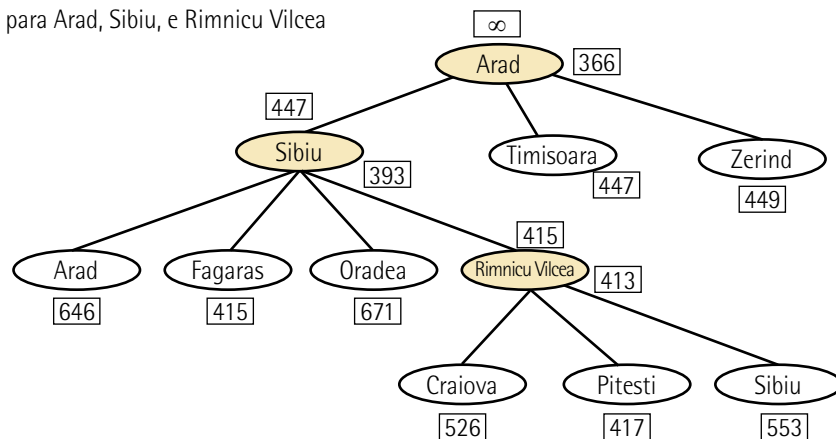 para Arad, Sibiu, e Rimnicu Vilcea
∞
Arad
366
447
Sibiu
393
Timisoara
447
Zerind
449
Arad
646
Fagaras
415
Oradea
671
415
Rimnicu Vilcea
413
Craiova
526
Pitesti
417
Sibiu
553